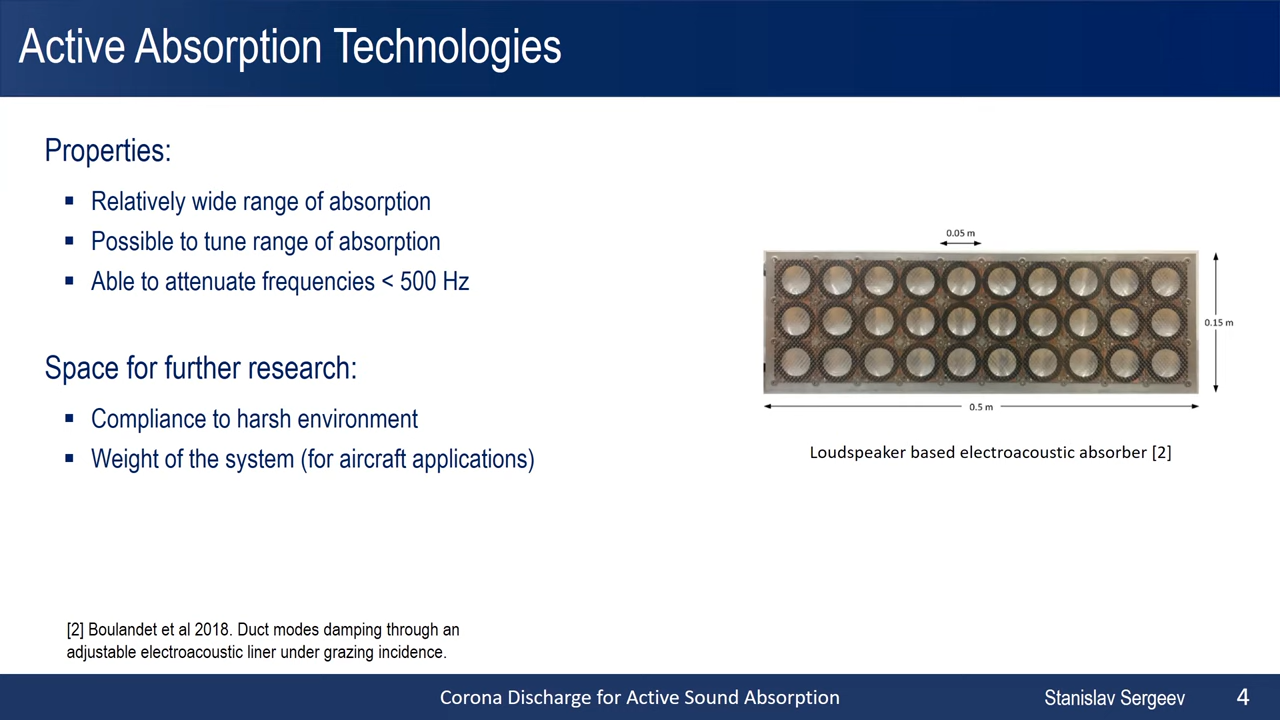 Active Absorption Technologies
Properties:
▪ Relatively wide range of absorption
▪ Possible to tune range of absorption
▪ Able to attenuate frequencies < 500 Hz
Space for further research:
▪ Compliance to harsh environment
▪ Weight of the system (for aircraft applications)
0.05 m
0.15 m
0.5 m
Loudspeaker based electroacoustic absorber [2]
[2] Boulandet et al 2018. Duct modes damping through an
adjustable electroacoustic liner under grazing incidence.
Corona Discharge for Active Sound Absorption
Stanislav Sergeev
4